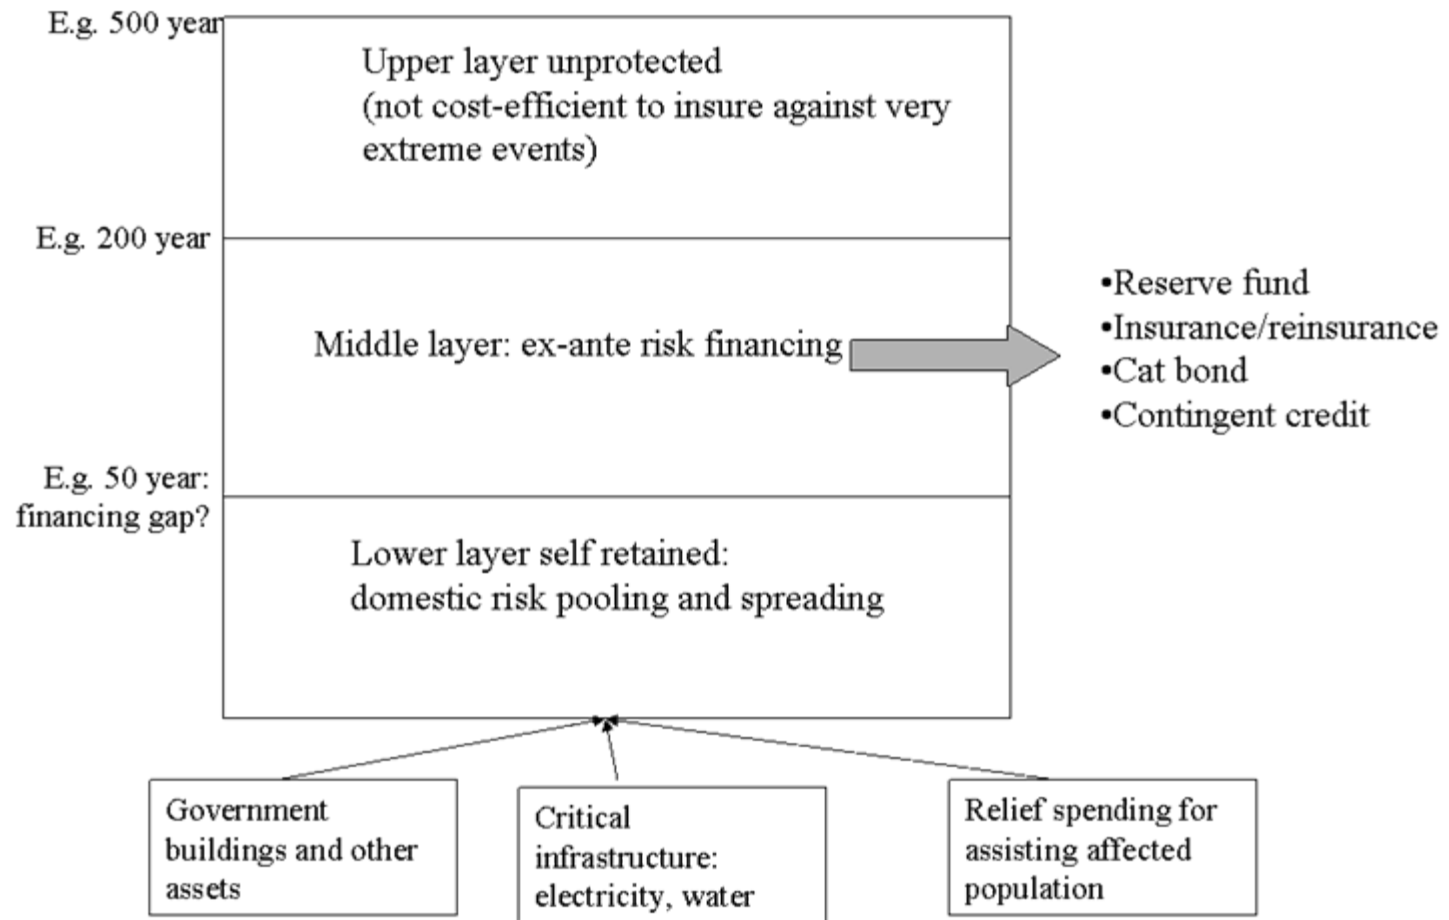 E.g. 500 year
Upper layer unprotected
(not cost-efficient to insure against very
extreme events)
E.g. 200 year
Middle layer: ex-ante risk financing
•Reserve fund
•Insurance/reinsurance
•Cat bond
•Contingent credit
E.g. 50 year:
financing gap?
Lower layer self retained:
domestic risk pooling and spreading
Government
buildings and other
assets
Critical
infrastructure:
electricity, water
Relief spending for
assisting affected
population